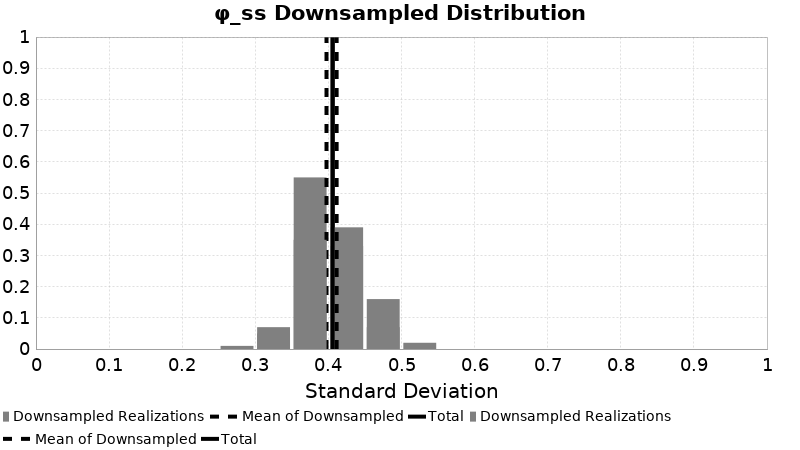 φ_ss Downsampled Distribution
1
0.9
0.8
0.7
0.6
0.5
0.4
0.3
0.2
0.1
0
0 0.1 0.2 0.3 0.4 0.5 0.6 0.7 0.8 0.9 1
Standard Deviation
Downsampled Realizations Mean of Downsampled Total Downsampled Realizations
Mean of Downsampled Total